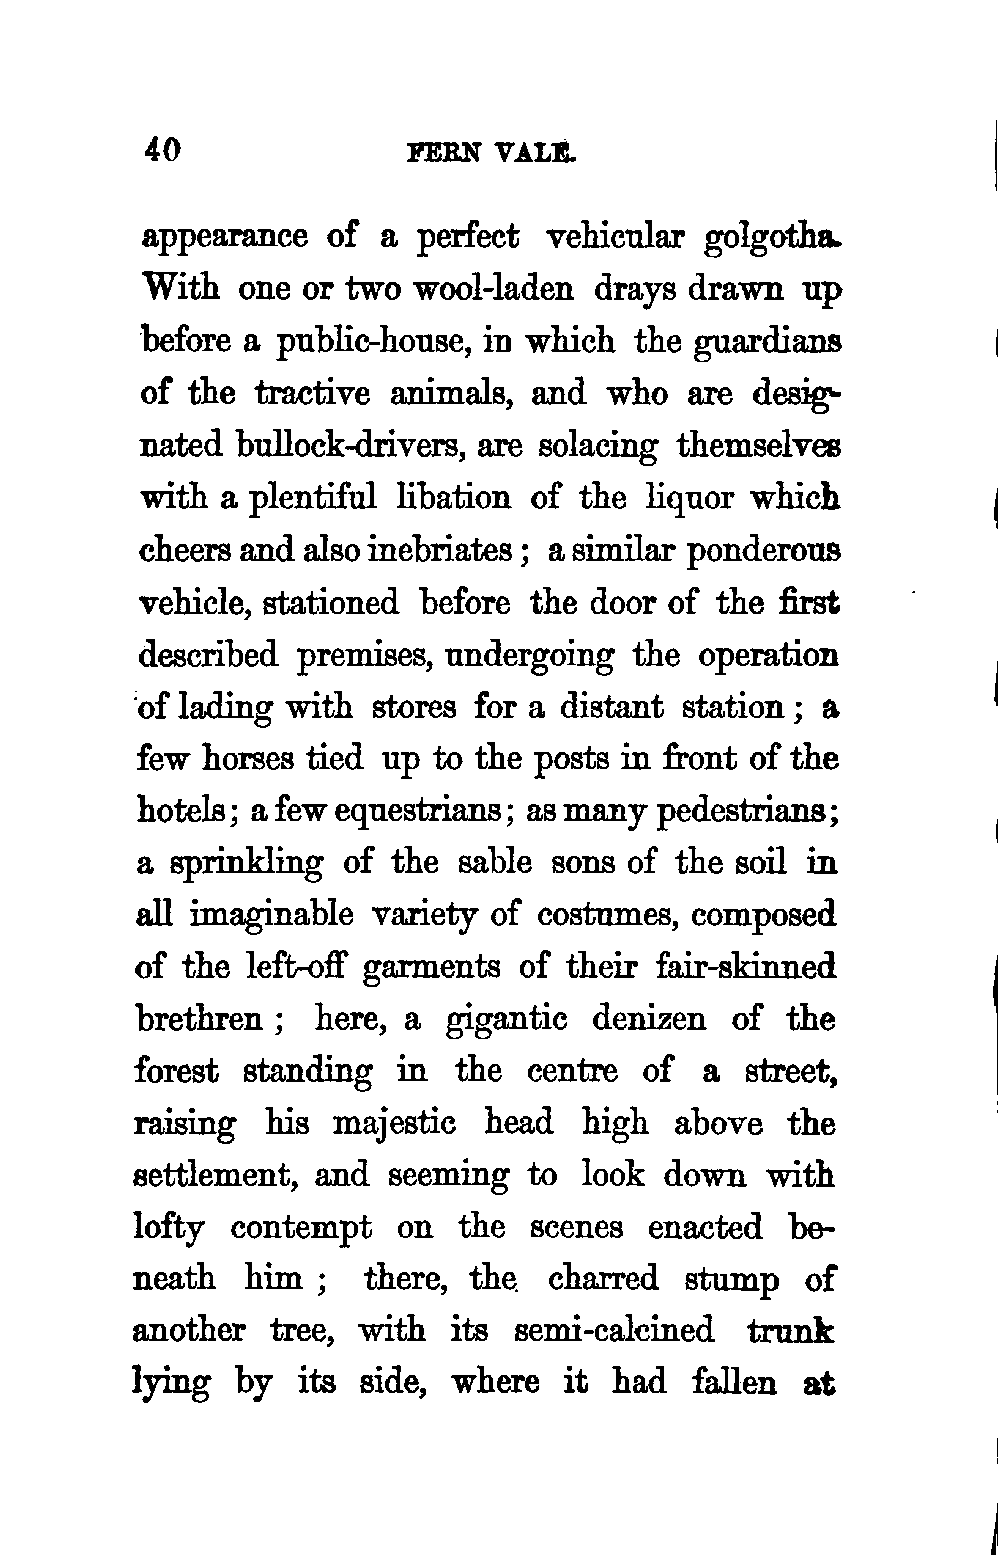 40 FERN VALE.
appearance of a perfect vehicular golgotha.
With one or two wool-laden drays drawn up
before a public-house, in which the guardians
of the tractive animals, and who are desig-
nated bullock-drivers, are solacing themselves
with a plentiful libation of the liquor which
cheers and also inebriates ; a similar ponderous
vehicle, stationed before the door of the first
described premises, undergoing the operation
of lading with stores for a distant station ; a
few horses tied up to the posts in front of the
hotels ; a few equestrians ; as many pedestrians ;
a sprinkling of the sable sons of the soil in
all imaginable variety of costumes, composed
of the left-off garments of their fair-skinned
brethren ; here, a gigantic denizen of the
forest standing in the centre of a street,
raising his majestic head high above the
settlement, and seeming to look down with
lofty contempt on the scenes enacted be-
neath him ; there, the charred stump of
another tree, with its semi-calcined trunk
lying by its side, where it had fallen at